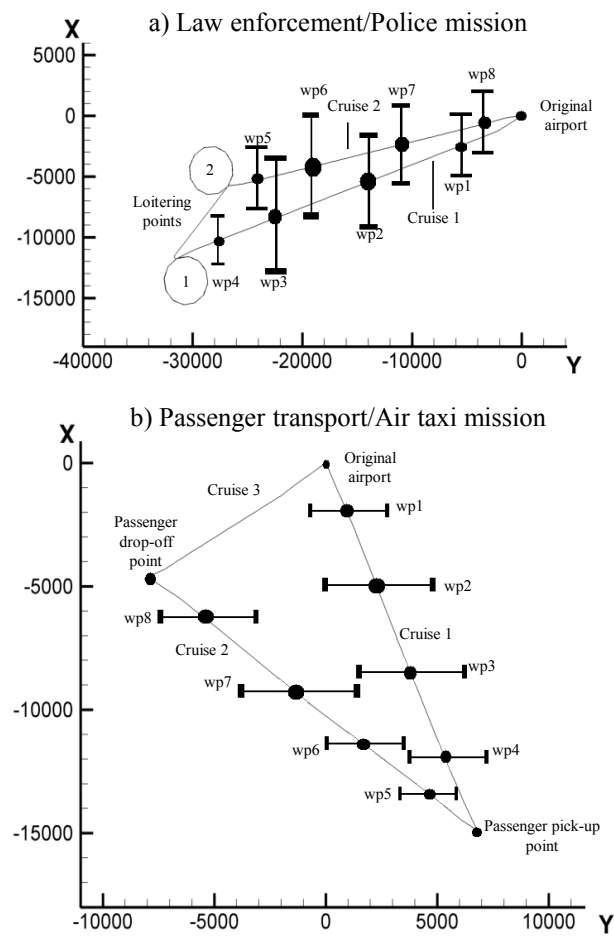 a) Law enforcement/Police mission
X
5000
0
-5000
-10000
-15000
-40000
-30000
-20000
-10000
0
Y
wp8
wp7
wp6
Cruise 2
Original
airport
wp5
2
wp1
Loitering
points
Cruise 1
wp2
1
wp4
wp3
b) Passenger transport/Air taxi mission
X
0
-5000
-10000
-15000
-10000
-5000
0
5000
10000
Y
Original
airport
Cruise 3
wp1
Passenger
drop-off
point
wp2
wp8
Cruise 1
Cruise 2
wp3
wp7
wp6
wp4
wp5
Passenger pick-up
point